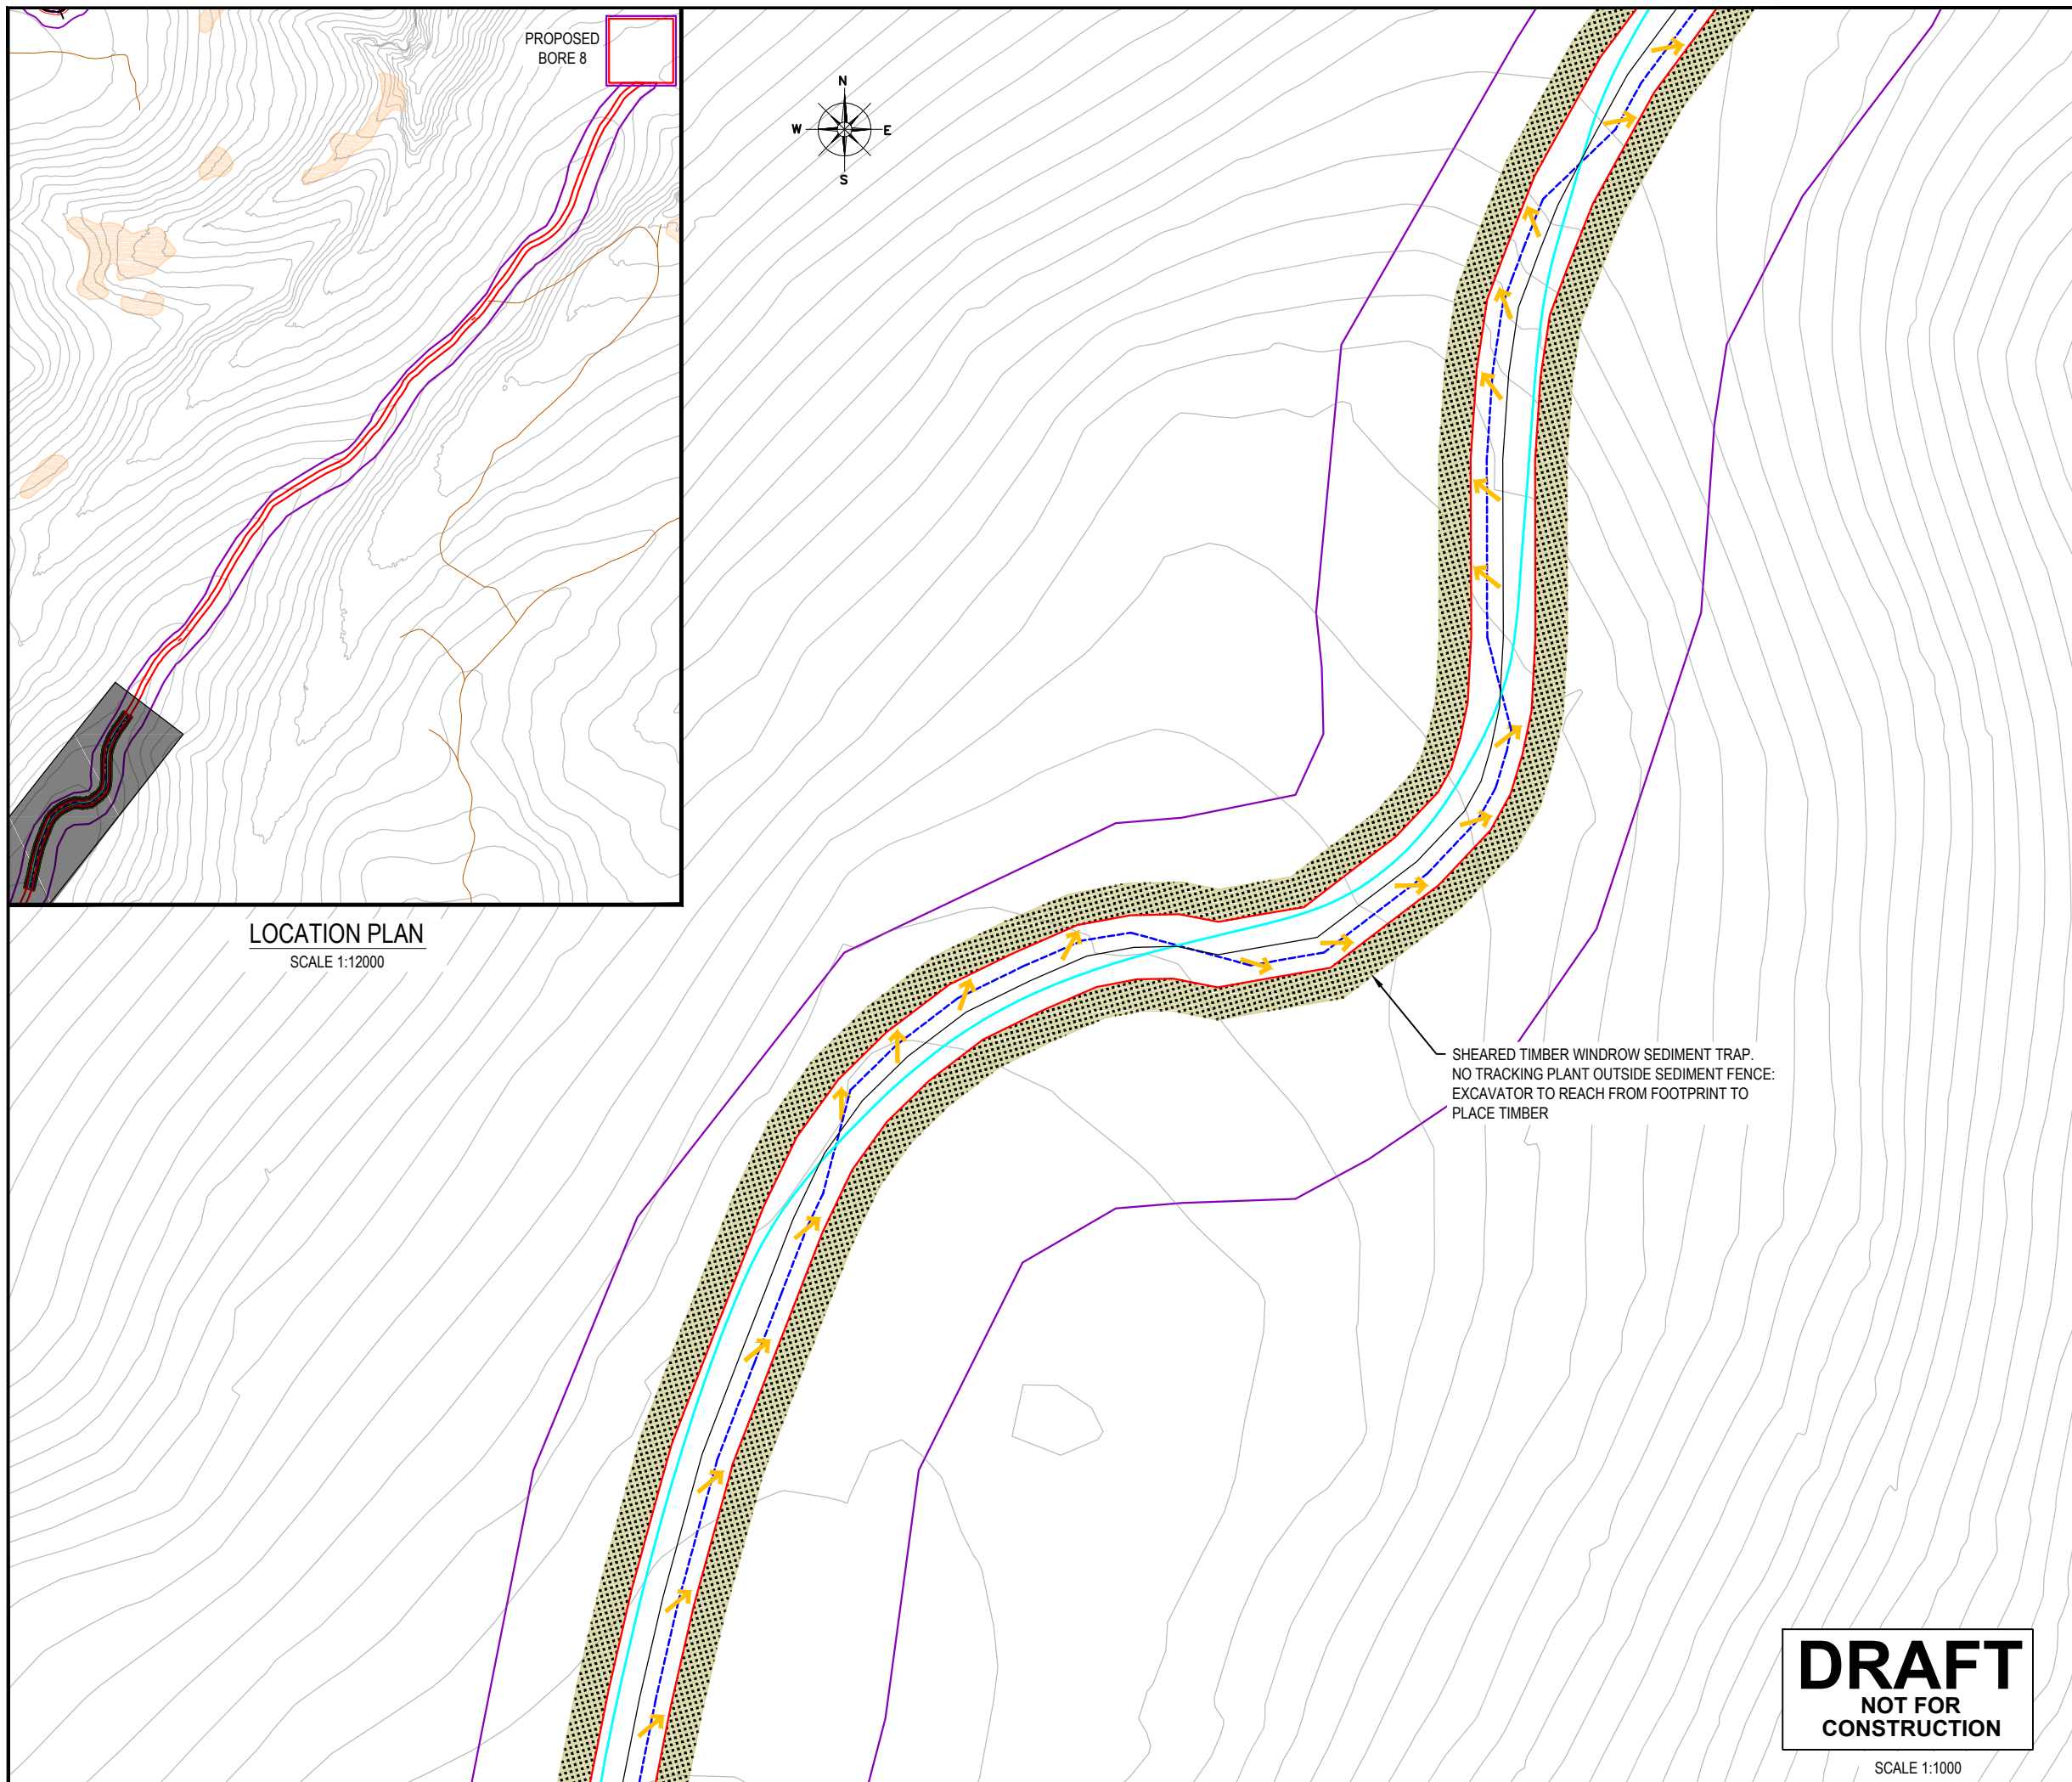 PROPOSED
BORE 8
N
W
E
S
LOCATION PLAN
SCALE 1:12000
SHEARED TIMBER WINDROW SEDIMENT TRAP.
NO TRACKING PLANT OUTSIDE SEDIMENT FENCE:
EXCAVATOR TO REACH FROM FOOTPRINT TO
PLACE TIMBER
DRAFT
NOT FOR
CONSTRUCTION
SCALE 1:1000